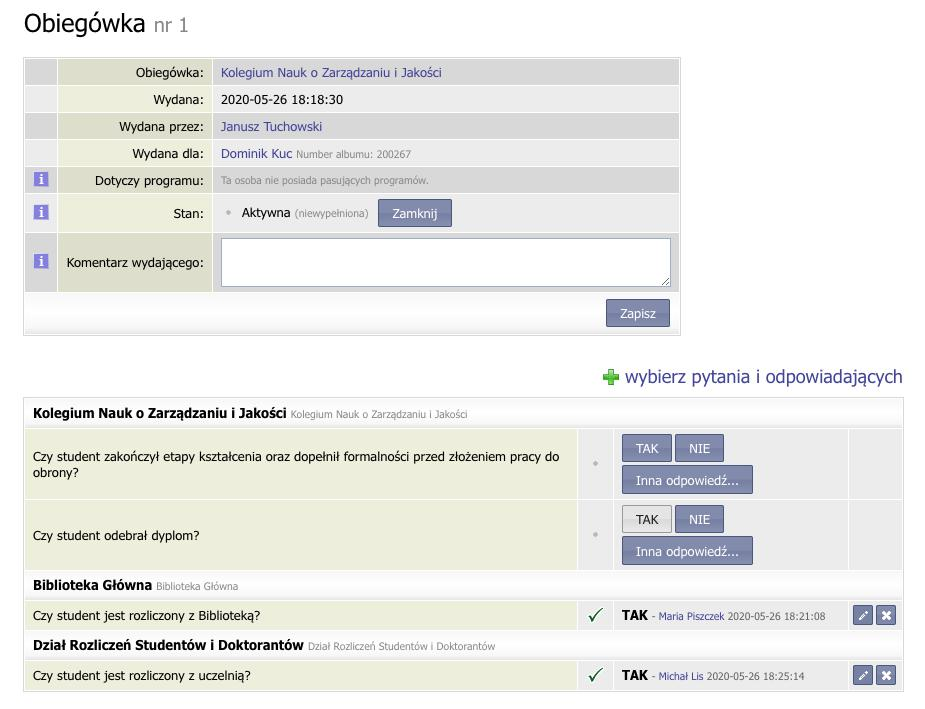 Obiegówka nr 1
Obiegówka: Kolegium Nauk o Zarządzaniu i Jakości
Wydana: 2020-05-26 18:18:30
Wydana przez: Janusz Tuchowski
Wydana dla: Dominik Kuc Number albumu: 200267
i Dotyczy programu: Ta osoba nie posiada pasujących programów.
i Stan: • Aktywna (niewypełniona) Zamknij
i Komentarz wydającego:
Zapisz
wybierz pytania i odpowiadających
Kolegium Nauk o Zarządzaniu i Jakości Kolegium Nauk o Zarządzaniu i Jakości
Czy student zakończył etapy kształcenia oraz dopełnił formalności przed złożeniem pracy do
obrony?
TAK NIE
Inna odpowiedź...
Czy student odebrał dyplom?
TAK NIE
Inna odpowiedź...
Biblioteka Główna Biblioteka Główna
Czy student jest rozliczony z Biblioteką? TAK - Maria Piszczek 2020-05-26 18:21:08
Dział Rozliczeń Studentów i Doktorantów Dział Rozliczeń Studentów i Doktorantów
Czy student jest rozliczony z uczelnią? TAK - Michał Lis 2020-05-26 18:25:14